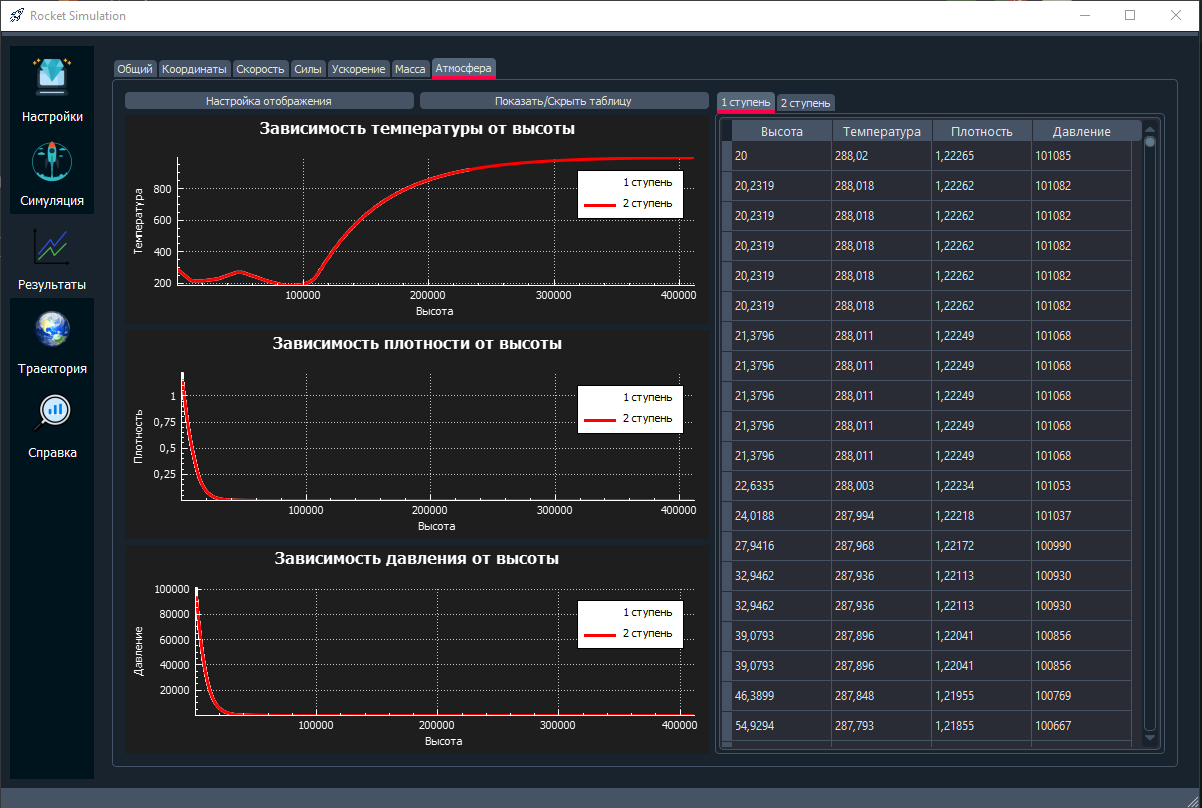 Rocket Simulation
Настройки
Симуляция
Результаты
Траектория
Справка
Общий Координаты Скорость Силы Ускорение Масса Атмосфера
Настройка отображения Показать/Скрыть таблицу
Зависимость температуры от высоты
Температура
800
600
400
200
100000 200000 300000 400000
Высота
1 ступень
2 ступень
Зависимость плотности от высоты
Плотность
1
0,75
0,5
0,25
100000 200000 300000 400000
Высота
1 ступень
2 ступень
Зависимость давления от высоты
Давление
100000
80000
60000
40000
20000
100000 200000 300000 400000
Высота
1 ступень
2 ступень
1 ступень 2 ступень
Высота Температура Плотность Давление
20 288,02 1,22265 101085
20,2319 288,018 1,22262 101082
20,2319 288,018 1,22262 101082
20,2319 288,018 1,22262 101082
20,2319 288,018 1,22262 101082
20,2319 288,018 1,22262 101082
21,3796 288,011 1,22249 101068
21,3796 288,011 1,22249 101068
21,3796 288,011 1,22249 101068
21,3796 288,011 1,22249 101068
21,3796 288,011 1,22249 101068
22,6335 288,003 1,22234 101053
24,0188 287,994 1,22218 101037
27,9416 287,968 1,22172 100990
32,9462 287,936 1,22113 100930
32,9462 287,936 1,22113 100930
39,0793 287,896 1,22041 100856
39,0793 287,896 1,22041 100856
46,3899 287,848 1,21955 100769
54,9294 287,793 1,21855 100667